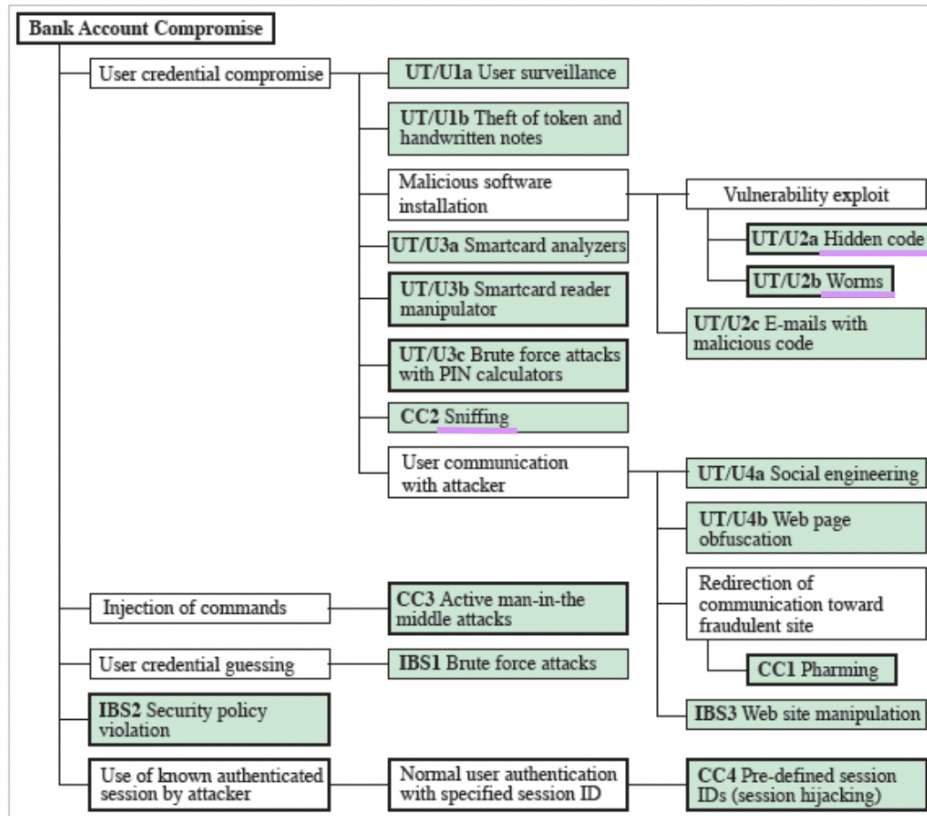 Bank Account Compromise
User credential compromise
UT/U1a User surveillance
UT/U1b Theft of token and
handwritten notes
Malicious software
installation
Vulnerability exploit
UT/U2a Hidden code
UT/U2b Worms
UT/U2c E-mails with
malicious code
UT/U3a Smartcard analyzers
UT/U3b Smartcard reader
manipulator
UT/U3c Brute force attacks
with PIN calculators
CC2 Sniffing
User communication
with attacker
UT/U4a Social engineering
UT/U4b Web page
obfuscation
Redirection of
communication toward
fraudulent site
CC1 Pharming
IBS3 Web site manipulation
Injection of commands
CC3 Active man-in-the
middle attacks
User credential guessing
IBS1 Brute force attacks
IBS2 Security policy
violation
Use of known authenticated
session by attacker
Normal user authentication
with specified session ID
CC4 Pre-defined session
IDs (session hijacking)